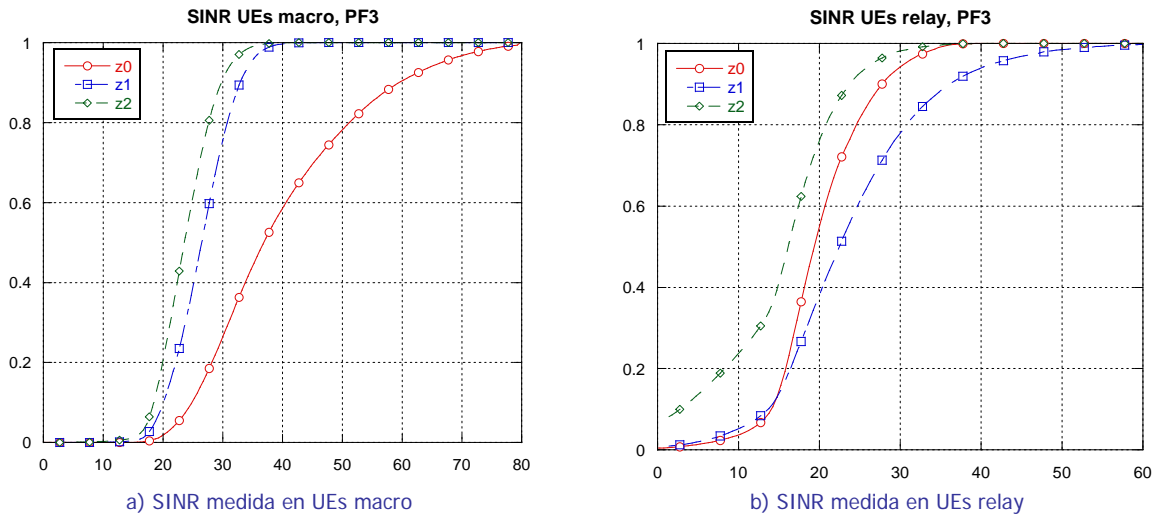 SINR UEs macro, PF3
z0
z1
z2
1
0.8
0.6
0.4
0.2
0
0 10 20 30 40 50 60 70 80
a) SINR medida en UEs macro
SINR UEs relay, PF3
z0
z1
z2
1
0.8
0.6
0.4
0.2
0
0 10 20 30 40 50 60
b) SINR medida en UEs relay